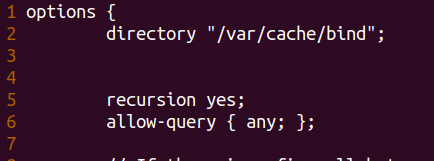 1 options {
2 directory "/var/cache/bind";
3
4
5 recursion yes;
6 allow-query { any; };
7